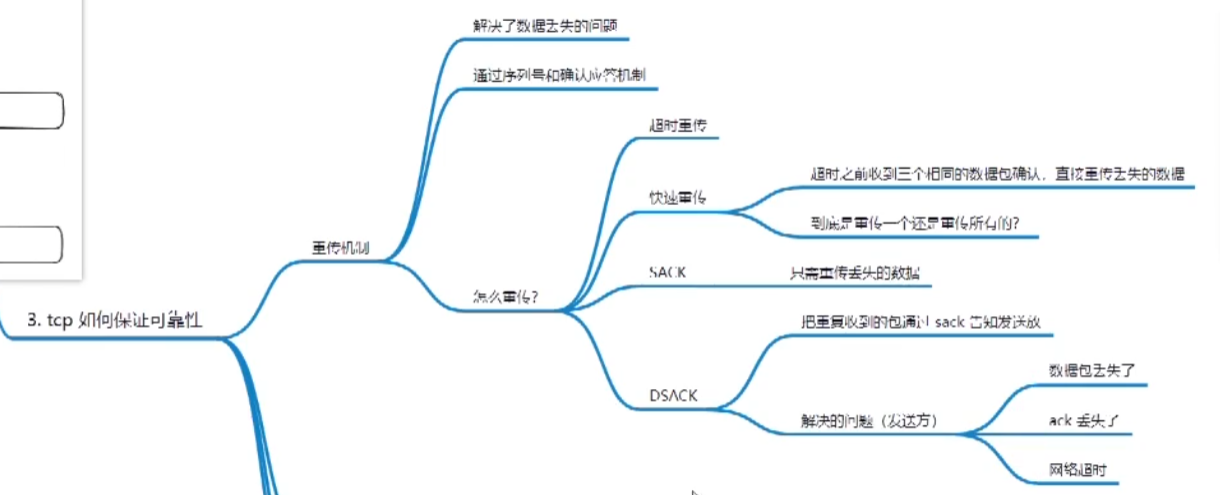 解决了数据丢失的问题
通过序列号和确认应答机制
超时重传
超时之前收到三个相同的数据包确认，直接重传丢失的数据
快速重传
到底是重传一个还是重传所有的？
重传机制
SACK
只需重传丢失的数据
怎么重传？
3. tcp 如何保证可靠性
把重复收到的包通过 sack 告知发送放
数据包丢失了
DSACK
解决的问题（发送方）
ack 丢失了
网络超时